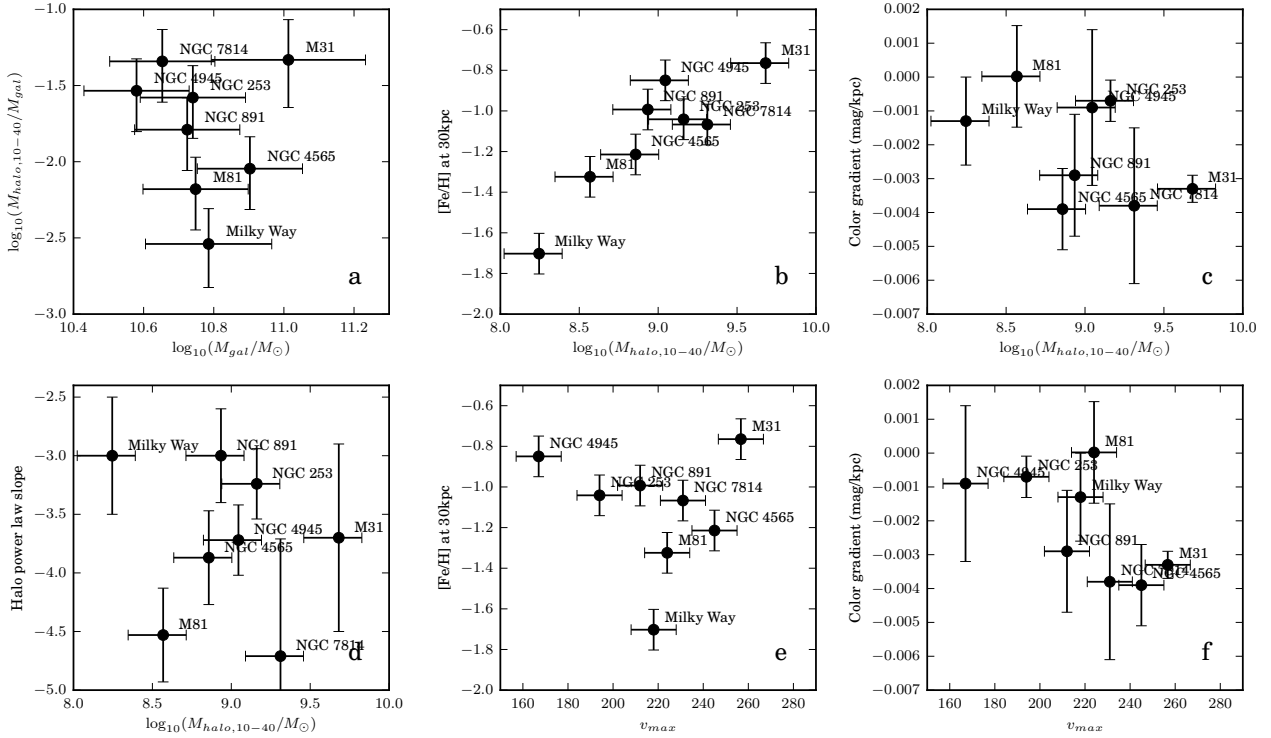 −1.0
−1.5
−2.0
−2.5
−3.0
log10(Mhalo,10−40/Mgal)
NGC 7814
M31
NGC 4945
NGC 253
NGC 891
NGC 4565
M81
Milky Way
a
10.4 10.6 10.8 11.0 11.2
log10(Mgal/M⊙)
−0.6
−0.8
−1.0
−1.2
−1.4
−1.6
−1.8
−2.0
[Fe/H] at 30kpc
M31
NGC 4945
NGC 891
NGC 253
NGC 7814
NGC 4565
M81
Milky Way
b
8.0 8.5 9.0 9.5 10.0
log10(Mhalo,10−40/M⊙)
0.002
0.001
0.000
−0.001
−0.002
−0.003
−0.004
−0.005
−0.006
−0.007
Color gradient (mag/kpc)
M81
NGC 253
NGC 4945
Milky Way
NGC 891
M31
NGC 7814
NGC 4565
c
8.0 8.5 9.0 9.5 10.0
log10(Mhalo,10−40/M⊙)
−2.5
−3.0
−3.5
−4.0
−4.5
−5.0
Halo power law slope
Milky Way
NGC 891
NGC 253
NGC 4945
M31
NGC 4565
M81
NGC 7814
d
8.0 8.5 9.0 9.5 10.0
log10(Mhalo,10−40/M⊙)
−0.6
−0.8
−1.0
−1.2
−1.4
−1.6
−1.8
−2.0
[Fe/H] at 30kpc
M31
NGC 4945
NGC 891
NGC 253
NGC 7814
NGC 4565
M81
Milky Way
e
160 180 200 220 240 260 280
vmax
0.002
0.001
0.000
−0.001
−0.002
−0.003
−0.004
−0.005
−0.006
−0.007
Color gradient (mag/kpc)
M81
NGC 253
NGC 4945
Milky Way
NGC 891
M31
NGC 7814
NGC 4565
f
160 180 200 220 240 260 280
vmax